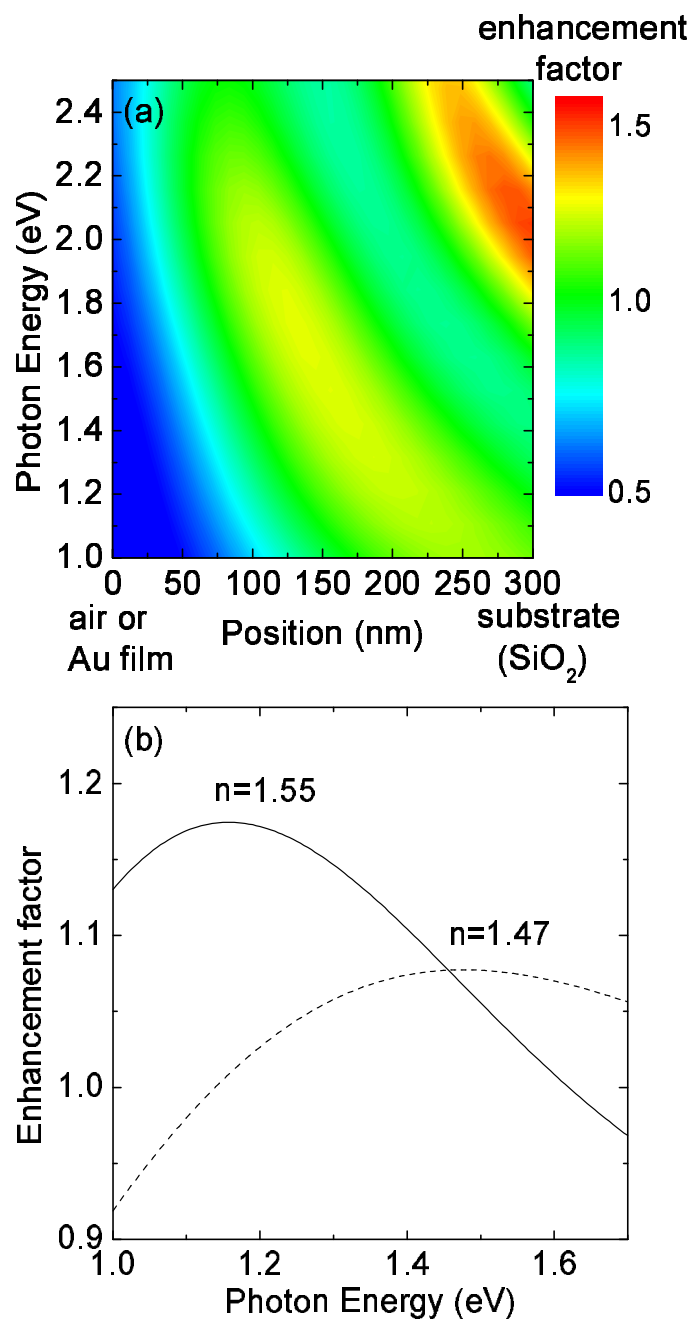 enhancement
factor
(a)
Photon Energy (eV)
2.4
2.2
2.0
1.8
1.6
1.4
1.2
1.0
1.5
1.0
0.5
0 50 100 150 200 250 300
air or
Au film
Position (nm)
substrate
(SiO₂)
(b)
Enhancement factor
1.2
1.1
1.0
0.9
n=1.55
n=1.47
1.0 1.2 1.4 1.6
Photon Energy (eV)